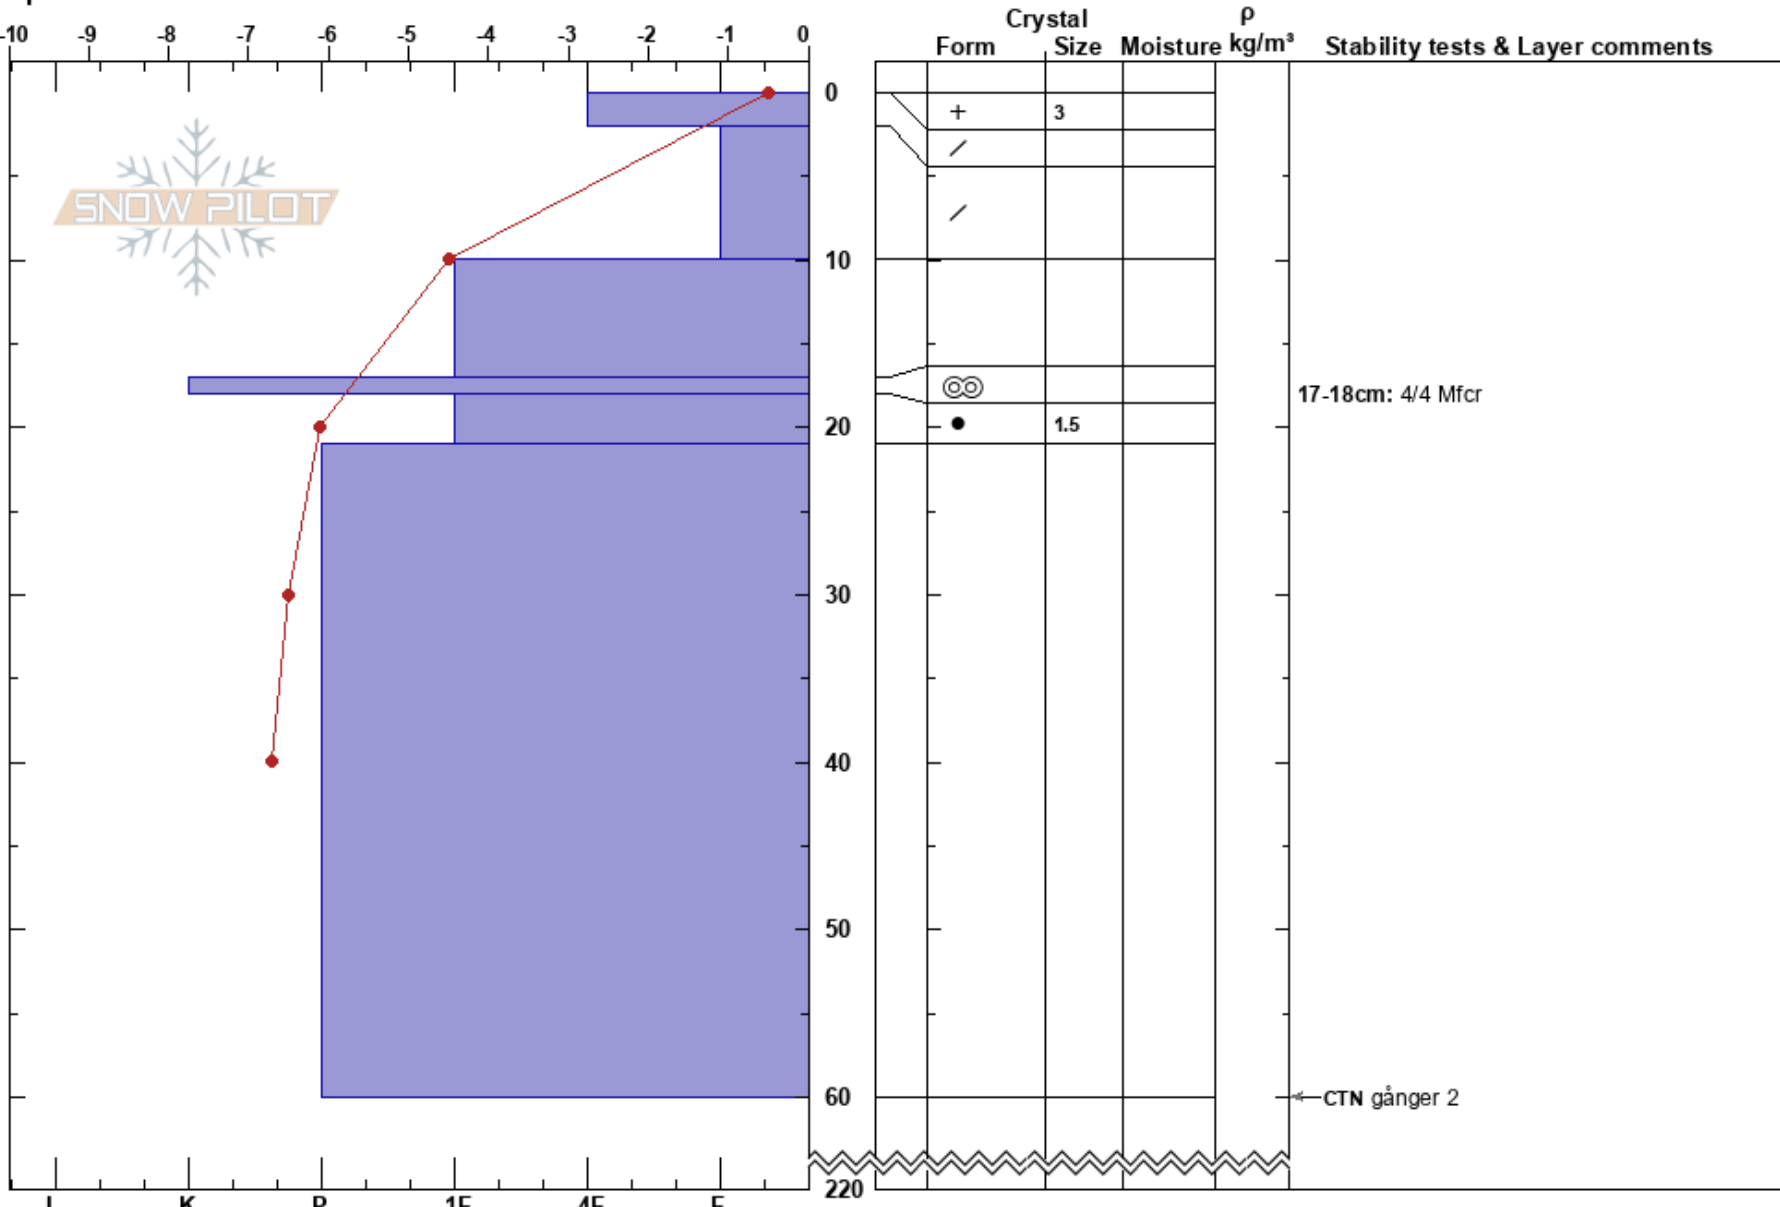 Crystal ρ
-10 -9 -8 -7 -6 -5 -4 -3 -2 -1 0 Form Size Moisture kg/m³ Stability tests & Layer comments
0
+ 3
SNOW PILOT
10
17-18cm: 4/4 Mfcr
20 1.5
30
40
50
60 CTN gånger 2
220
I K P 1F 4F F